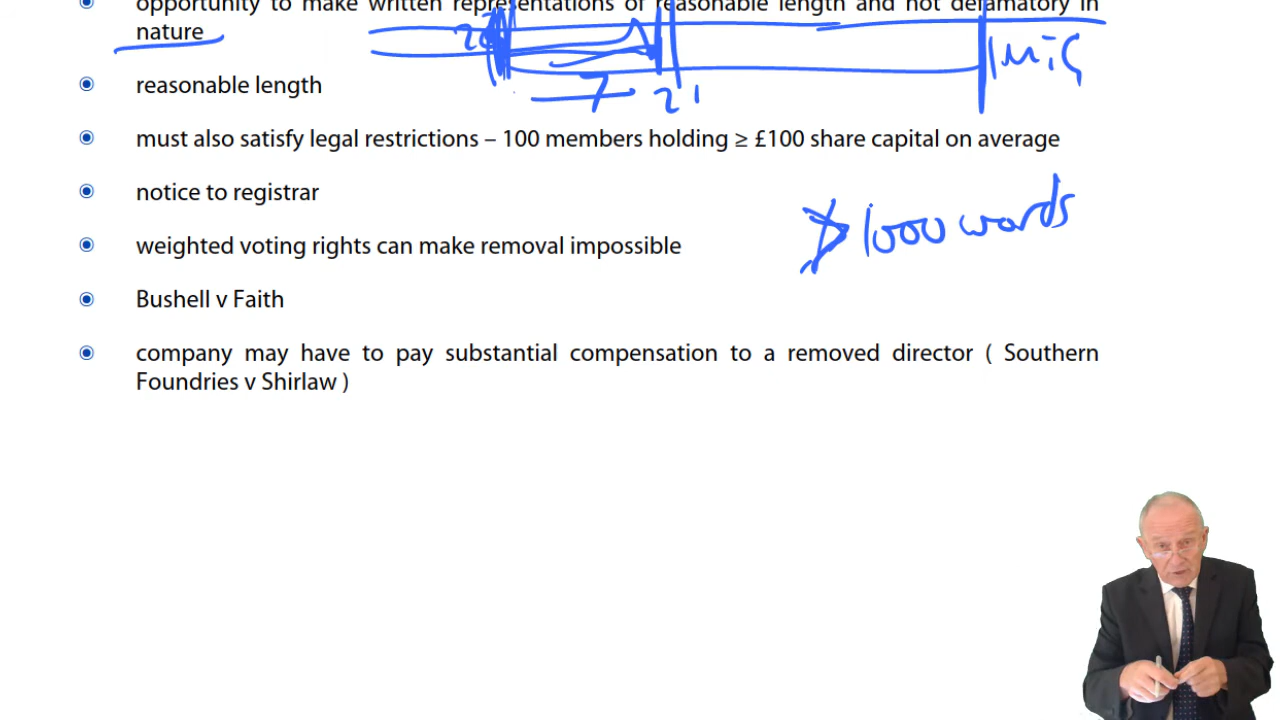 opportunity to make written representations of reasonable length and not defamatory in
nature
28
mtg
reasonable length
7
21
must also satisfy legal restrictions – 100 members holding ≥ £100 share capital on average
notice to registrar
≯ 1000 words
weighted voting rights can make removal impossible
Bushell v Faith
company may have to pay substantial compensation to a removed director ( Southern
Foundries v Shirlaw )